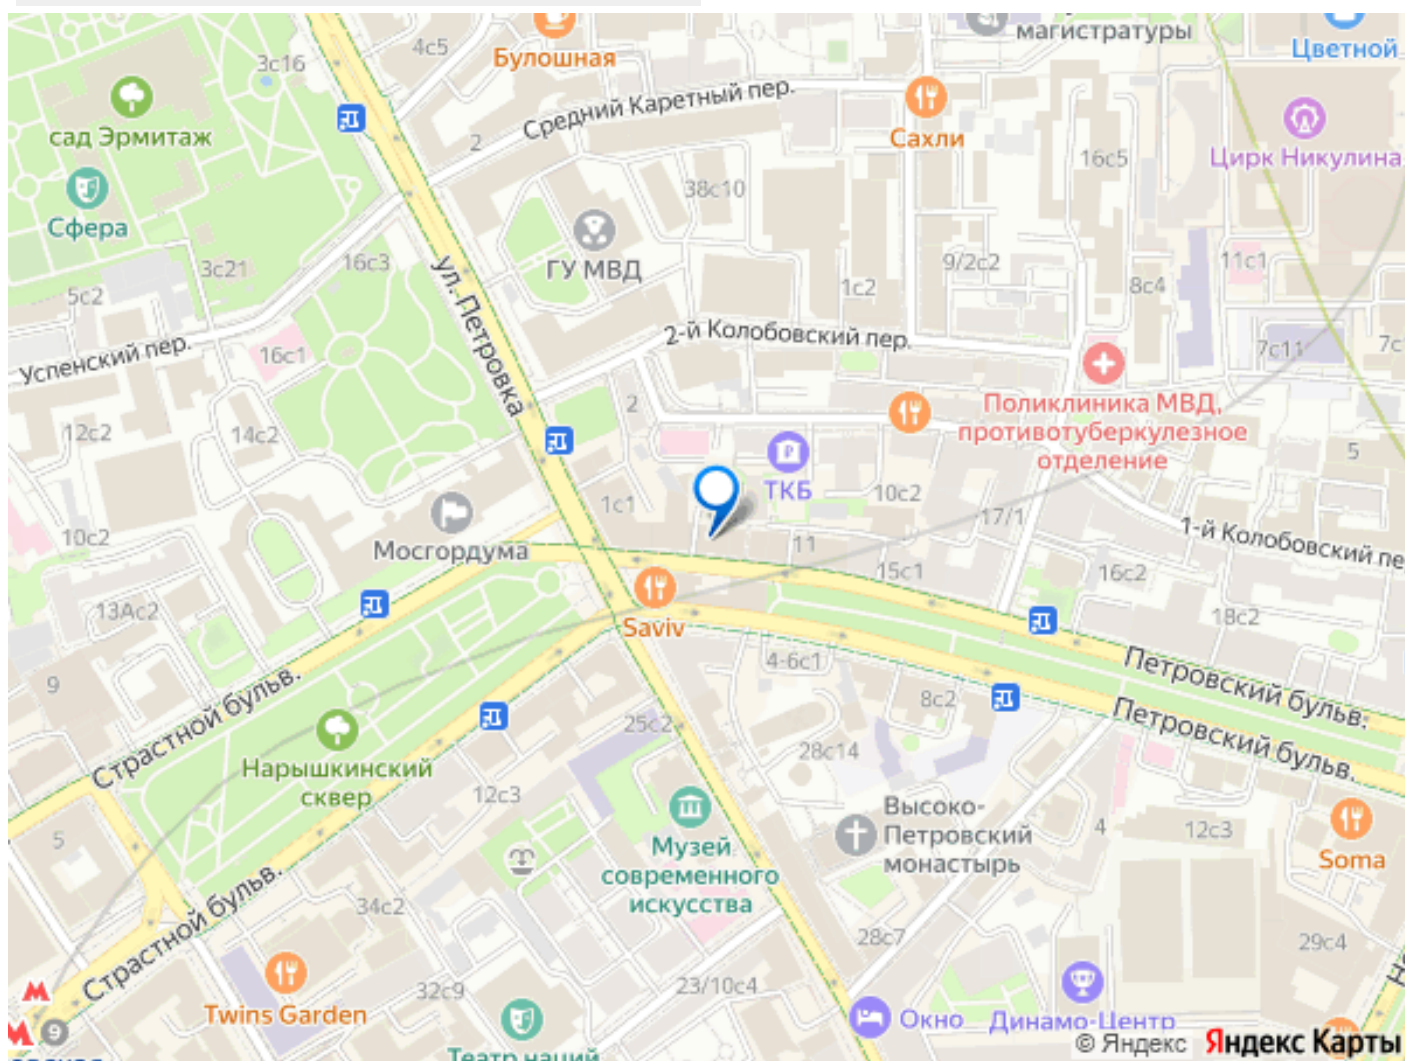 магистратуры
Цветной
Булошная
4с5
3с16
Средний Каретный пер.
2
сад Эрмитаж
Сахли
Цирк Никулина
16с5
38с10
Сфера
ГУ МВД
3с21
16с3
5с2
ул. Петровка
9/2с2
11с1
8с4
1с2
2-й Колобовский пер.
Успенский пер.
16с1
7с11
7с
2
Поликлиника МВД,
противотуберкулезное
отделение
12с2
14с2
5
ТКБ
10с2
1с1
17/1
Мосгордума
10с2
11
1-й Колобовский пе
15с1
16с2
13Ас2
18с2
Saviv
4-6с1
Петровский бульв.
9
8с2
Страстной бульв.
25с2
Петровский бульв.
28с14
Нарышкинский
сквер
12с3
Высоко-
Петровский
монастырь
4
12с3
5
Музей
современного
искусства
Soma
Страстной бульв.
34с2
28с7
29с4
23/10с4
32с9
Twins Garden
9
Окно
Динамо-Центр
Театр наций
© Яндекс Яндекс Карты